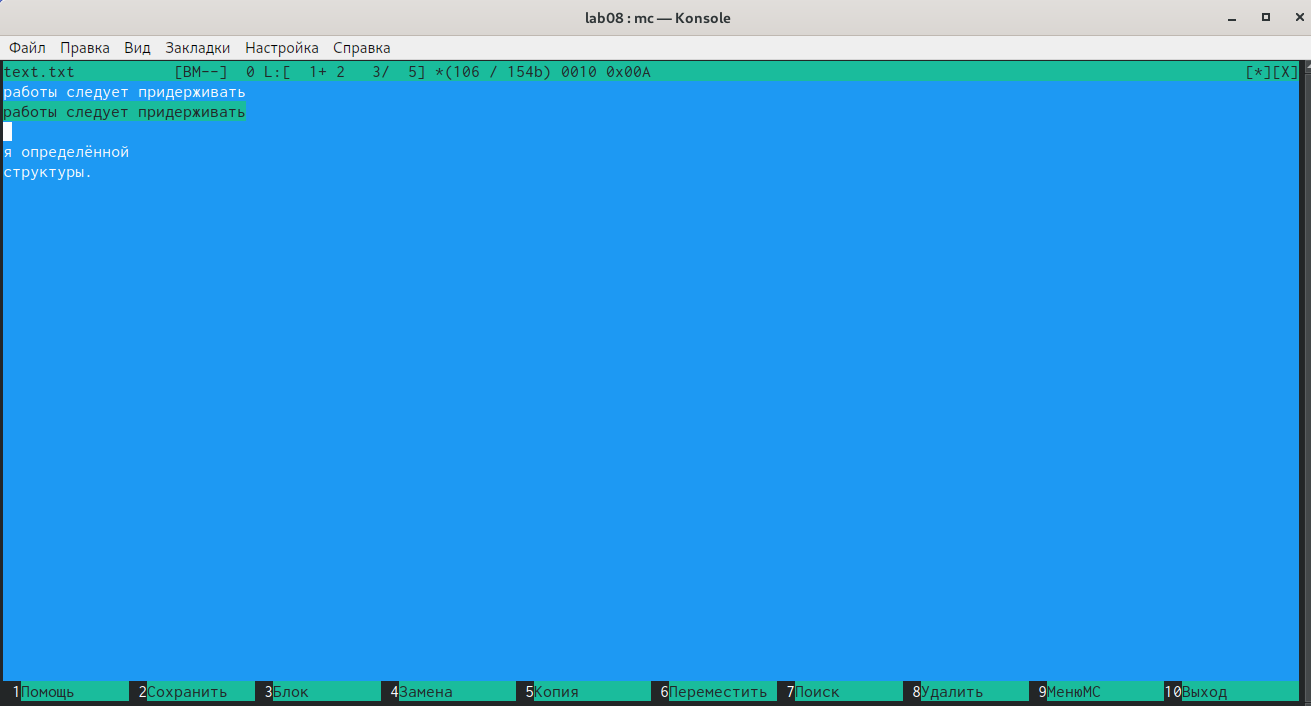 lab08 : mc — Konsole
Файл Правка Вид Закладки Настройка Справка
text.txt [BM--] 0 L:[ 1+ 2 3/ 5] *(106 / 154b) 0010 0x00A [*][X]
работы следует придерживать
работы следует придерживать
я определённой
структуры.
1Помощь 2Сохранить 3Блок 4Замена 5Копия 6Переместить 7Поиск 8Удалить 9МенюМС 10Выход